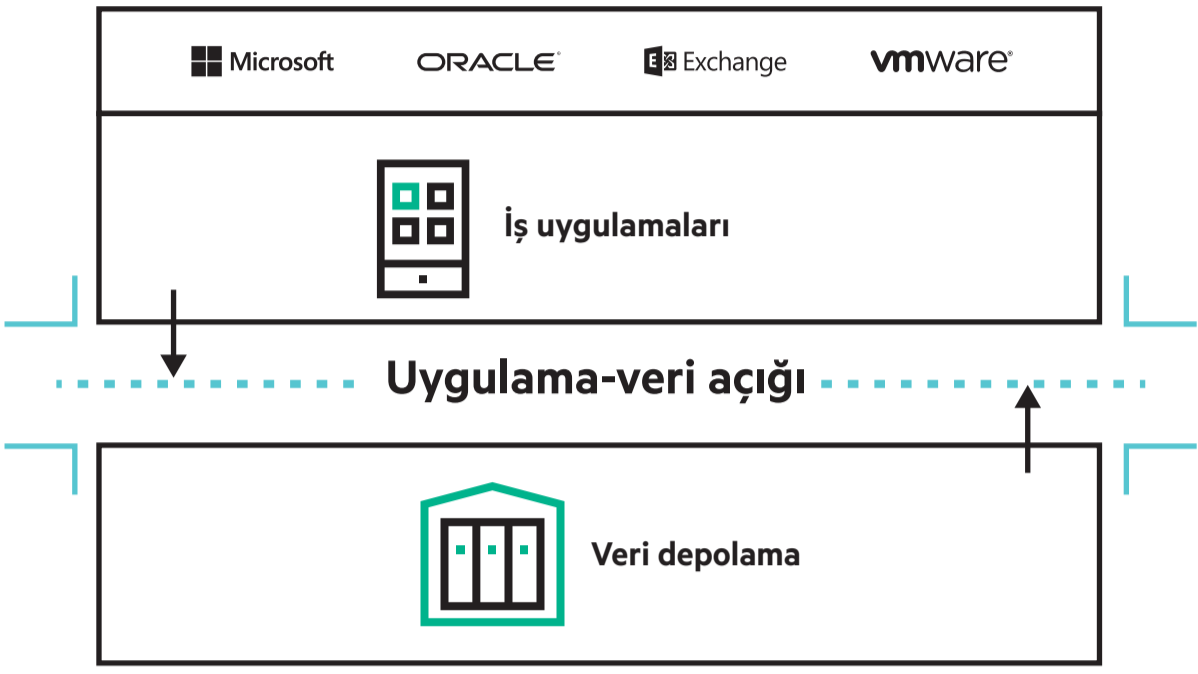 Microsoft ORACLE® Exchange vmware®
İş uygulamaları
Uygulama-veri açığı
Veri depolama